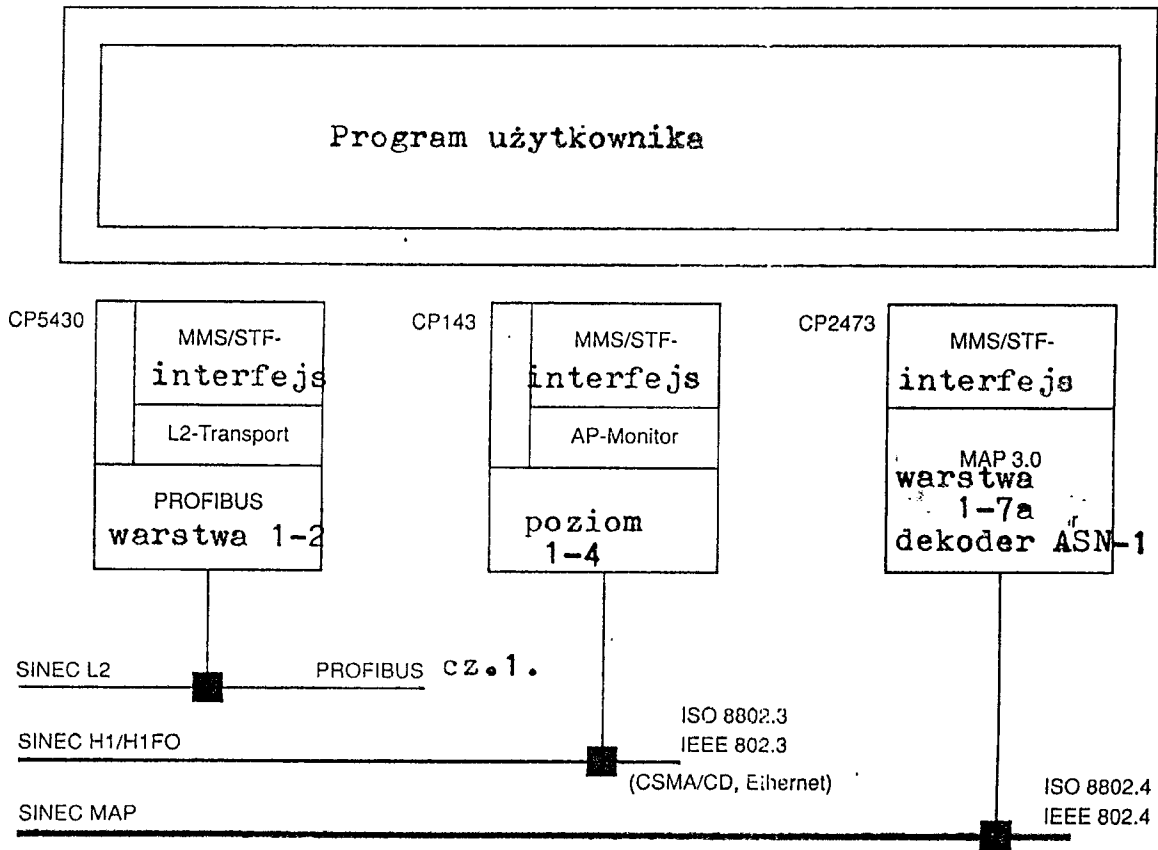 Program użytkownika
CP5430
MMS/STF-
interfejs
L2-Transport
PROFIBUS
warstwa 1-2
CP143
MMS/STF-
interfejs
AP-Monitor
poziom
1-4
CP2473
MMS/STF-
interfejs
MAP 3.0
warstwa
1-7a
dekoder ASN-1
SINEC L2
PROFIBUS cz.1.
SINEC H1/H1FO
ISO 8802.3
IEEE 802.3
(CSMA/CD, Ethernet)
SINEC MAP
ISO 8802.4
IEEE 802.4